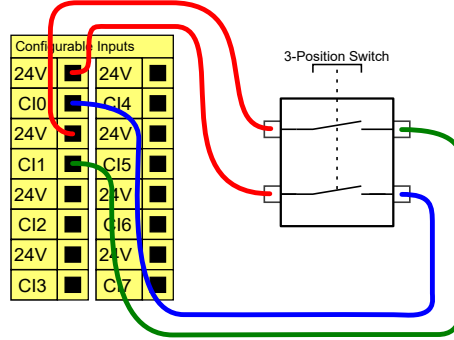 Configurable Inputs
3-Position Switch
24V 24V
CI0 CI4
24V 24V
CI1 CI5
24V 24V
CI2 CI6
24V 24V
CI3 CI7